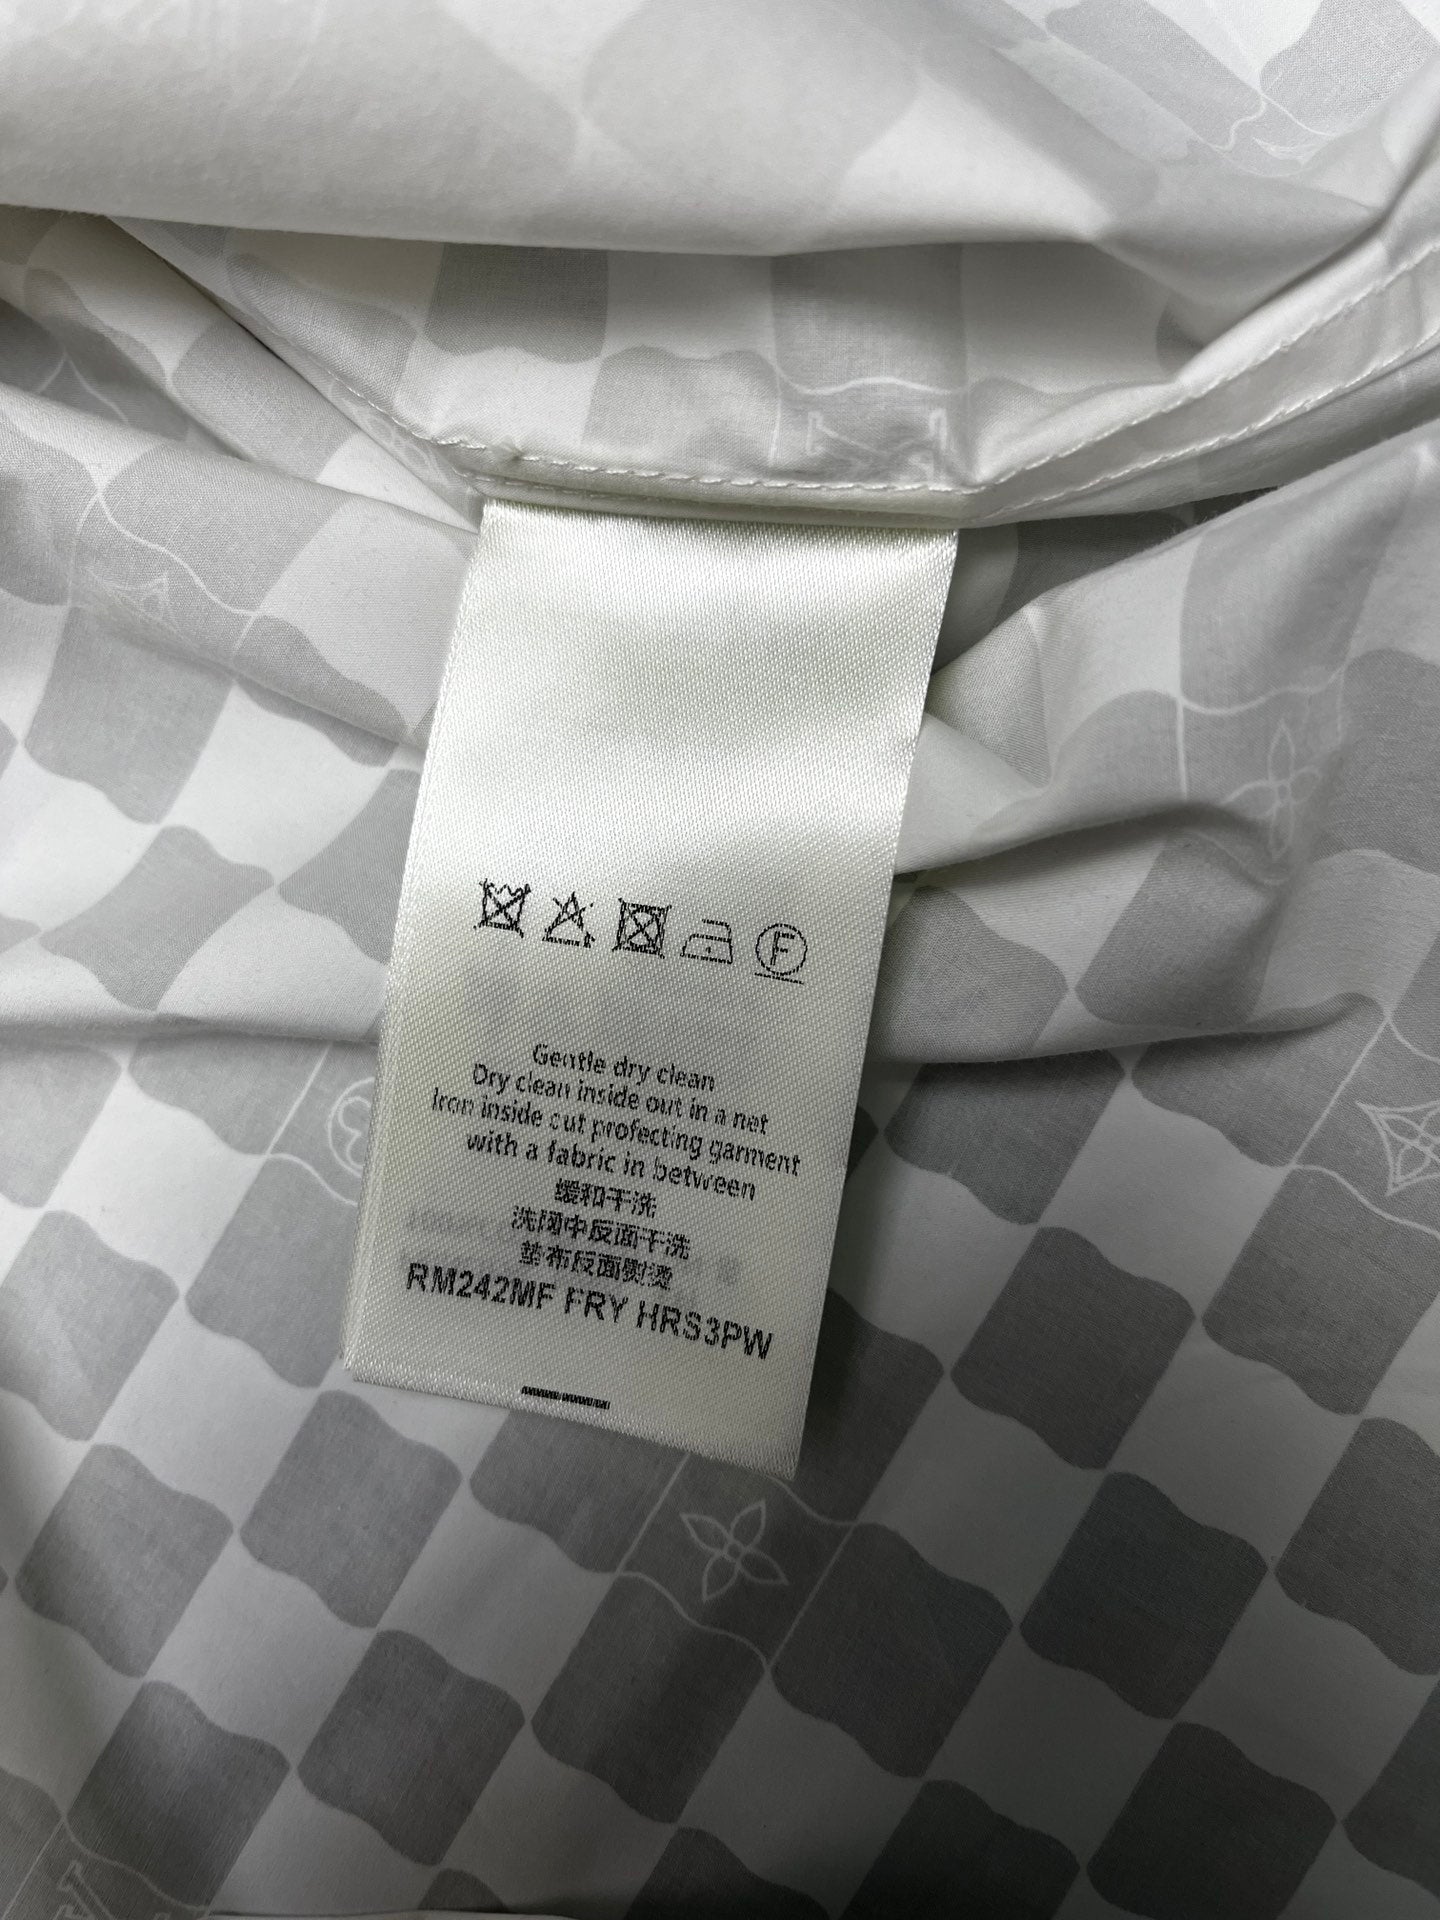 F
Gentle dry clean
Dry clean inside out in a net
Iron inside out profecting garment
with a fabric in between
缓和干洗
洗网中反面干洗
垫布反面熨烫
RM242MF FRY HRS3PW